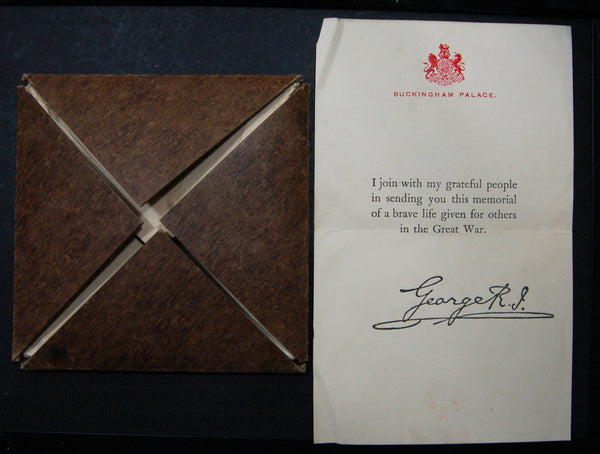 BUCKINGHAM PALACE.
I join with my grateful people
in sending you this memorial
of a brave life given for others
in the Great War.
George R.I.